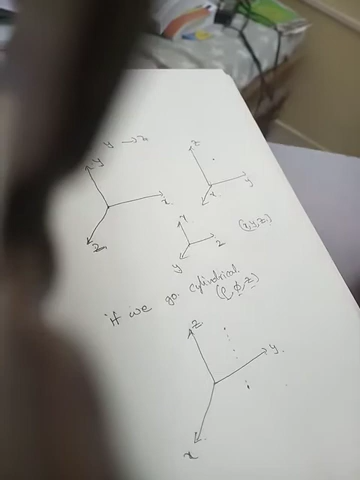 y → z
y
x
z
z
y
x
z
y
(x,y,z)
if we go cylindrical
(ρ, φ, z)
z
y
x